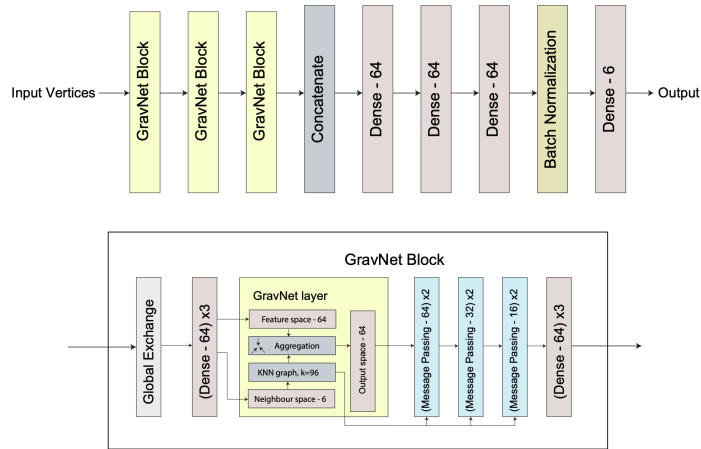 Input Vertices
GravNet Block
GravNet Block
GravNet Block
Concatenate
Dense - 64
Dense - 64
Dense - 64
Batch Normalization
Dense - 6
Output
GravNet Block
Global Exchange
(Dense - 64) x3
GravNet layer
Feature space - 64
Aggregation
KNN graph, k=96
Neighbour space - 6
Output space - 64
(Message Passing - 64) x2
(Message Passing - 32) x2
(Message Passing - 16) x2
(Dense - 64) x3